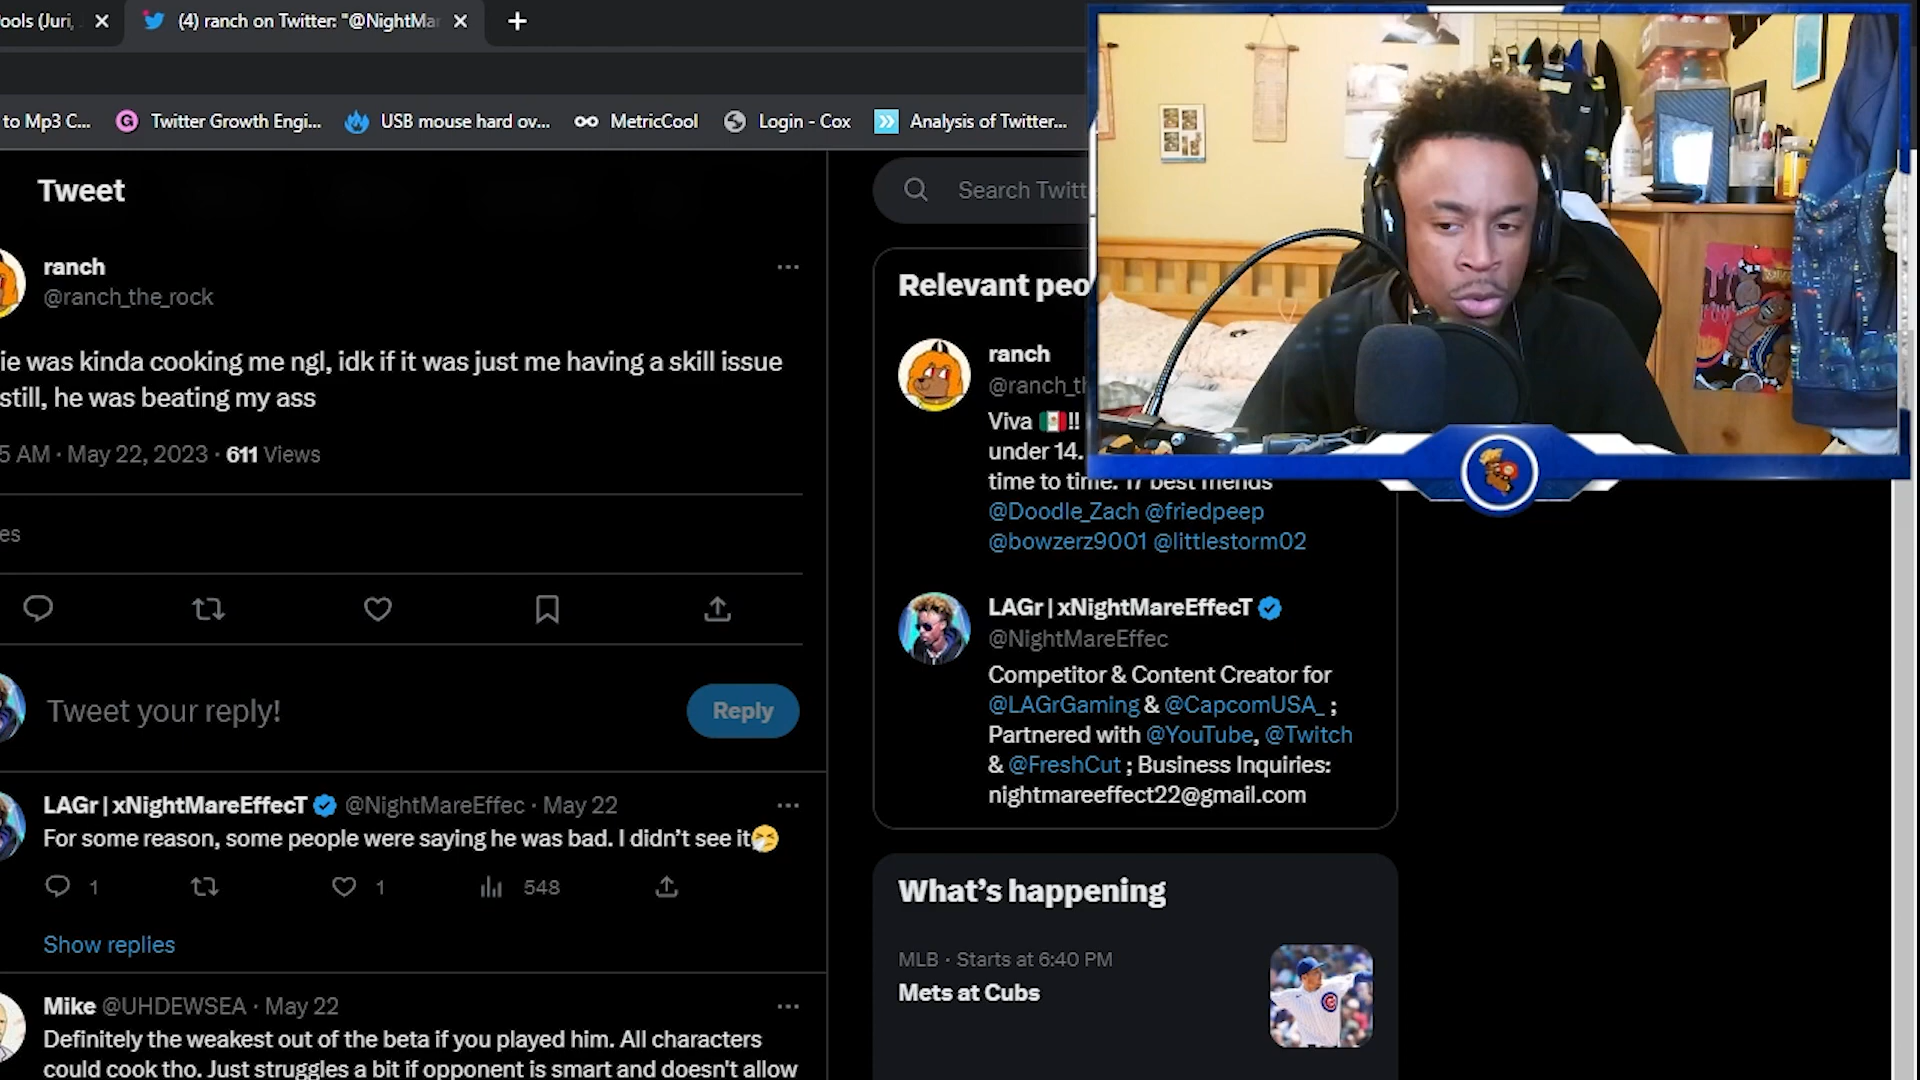 ools (Juri,
(4) ranch on Twitter: "@NightMar
to Mp3 C...
Twitter Growth Engi...
USB mouse hard ov...
MetricCool
Login - Cox
Analysis of Twitter...
Tweet
ranch
@ranch_the_rock
ie was kinda cooking me ngl, idk if it was just me having a skill issue
still, he was beating my ass
5 AM · May 22, 2023 · 611 Views
es
Tweet your reply!
Reply
LAGr | xNightMareEffecT @NightMareEffec · May 22
For some reason, some people were saying he was bad. I didn't see it🤧
1
1
548
Show replies
Mike @UHDEWSEA · May 22
Definitely the weakest out of the beta if you played him. All characters
could cook tho. Just struggles a bit if opponent is smart and doesn't allow
Search Twitt
Relevant peo
ranch
@ranch_th
Viva 🇲🇽!!
under 14.
time to time. 17 best friends
@Doodle_Zach @friedpeep
@bowzerz9001 @littlestorm02
LAGr | xNightMareEffecT
@NightMareEffec
Competitor & Content Creator for
@LAGrGaming & @CapcomUSA_ ;
Partnered with @YouTube, @Twitch
& @FreshCut ; Business Inquiries:
nightmareeffect22@gmail.com
What's happening
MLB · Starts at 6:40 PM
Mets at Cubs